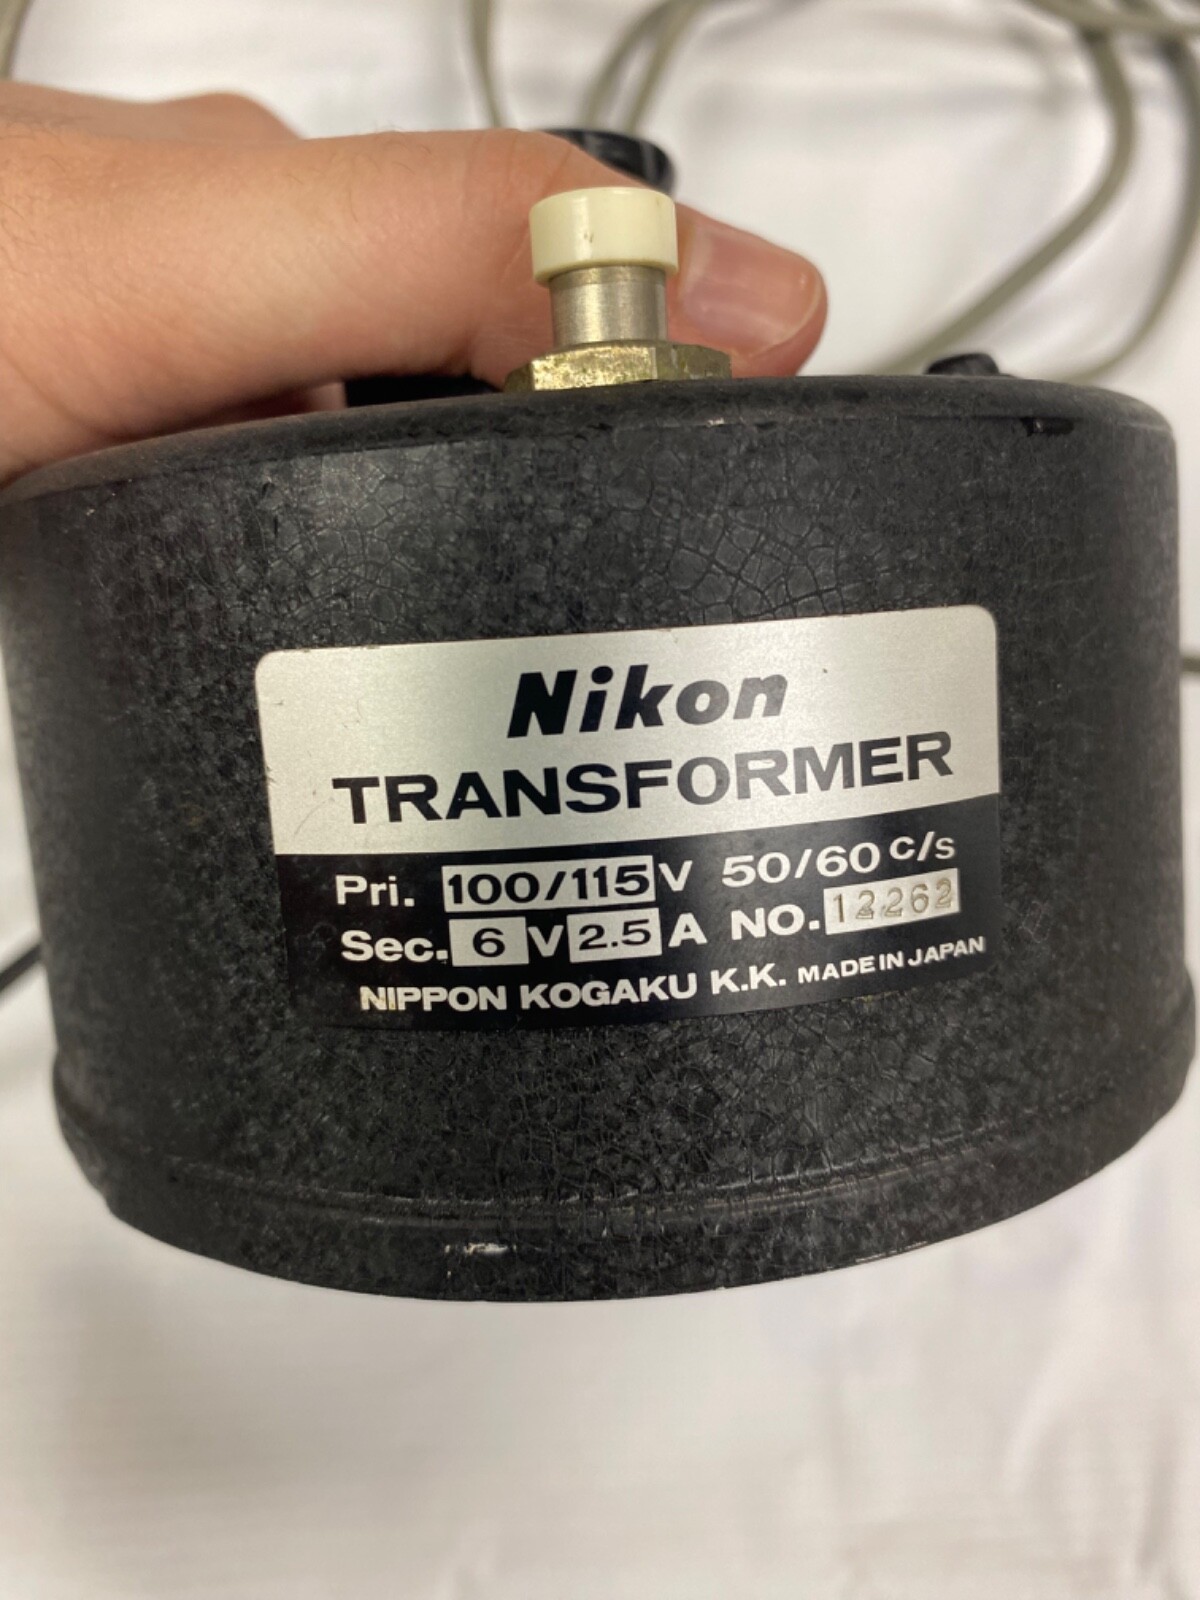 Nikon
TRANSFORMER
Pri. 100/115 V 50/60 c/s
Sec. 6 V 2.5 A NO. 12262
NIPPON KOGAKU K.K. MADE IN JAPAN